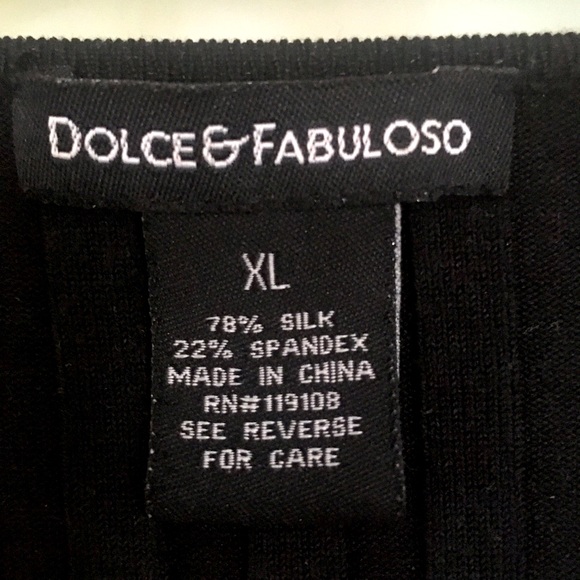 DOLCE&FABULOSO
XL
78% SILK
22% SPANDEX
MADE IN CHINA
RN#119108
SEE REVERSE
FOR CARE